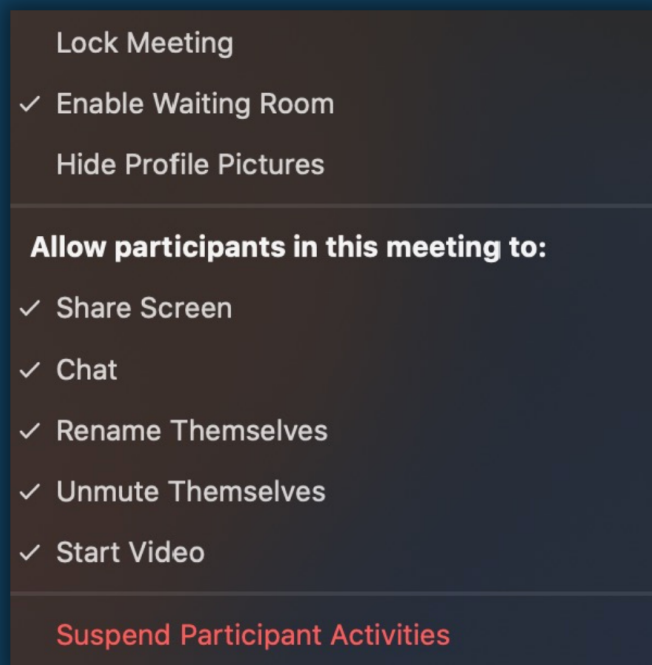 Lock Meeting
✓ Enable Waiting Room
Hide Profile Pictures
Allow participants in this meeting to:
✓ Share Screen
✓ Chat
✓ Rename Themselves
✓ Unmute Themselves
✓ Start Video
Suspend Participant Activities